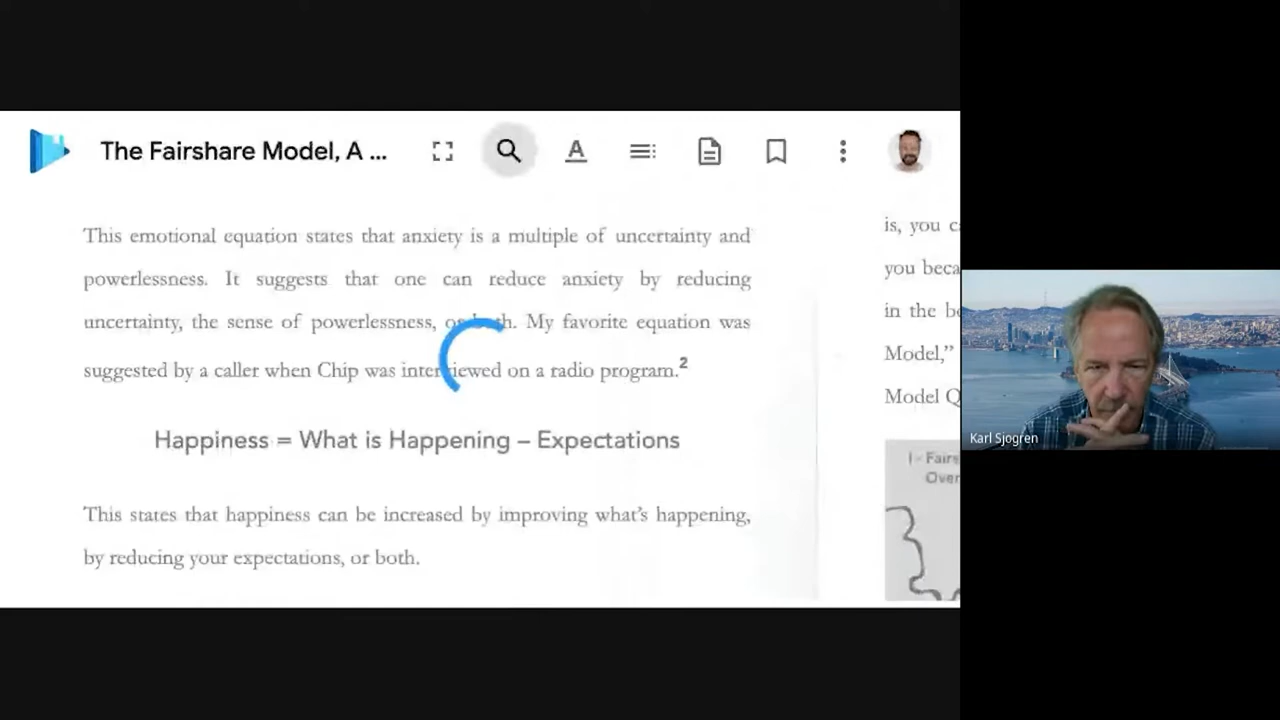 The Fairshare Model, A ...
This emotional equation states that anxiety is a multiple of uncertainty and
powerlessness. It suggests that one can reduce anxiety by reducing
uncertainty, the sense of powerlessness, or both. My favorite equation was
suggested by a caller when Chip was interviewed on a radio program.2
Happiness = What is Happening – Expectations
This states that happiness can be increased by improving what's happening,
by reducing your expectations, or both.
is, you
you
in the
Model,”
Model
I - Fairs
Over
Karl Sjogren